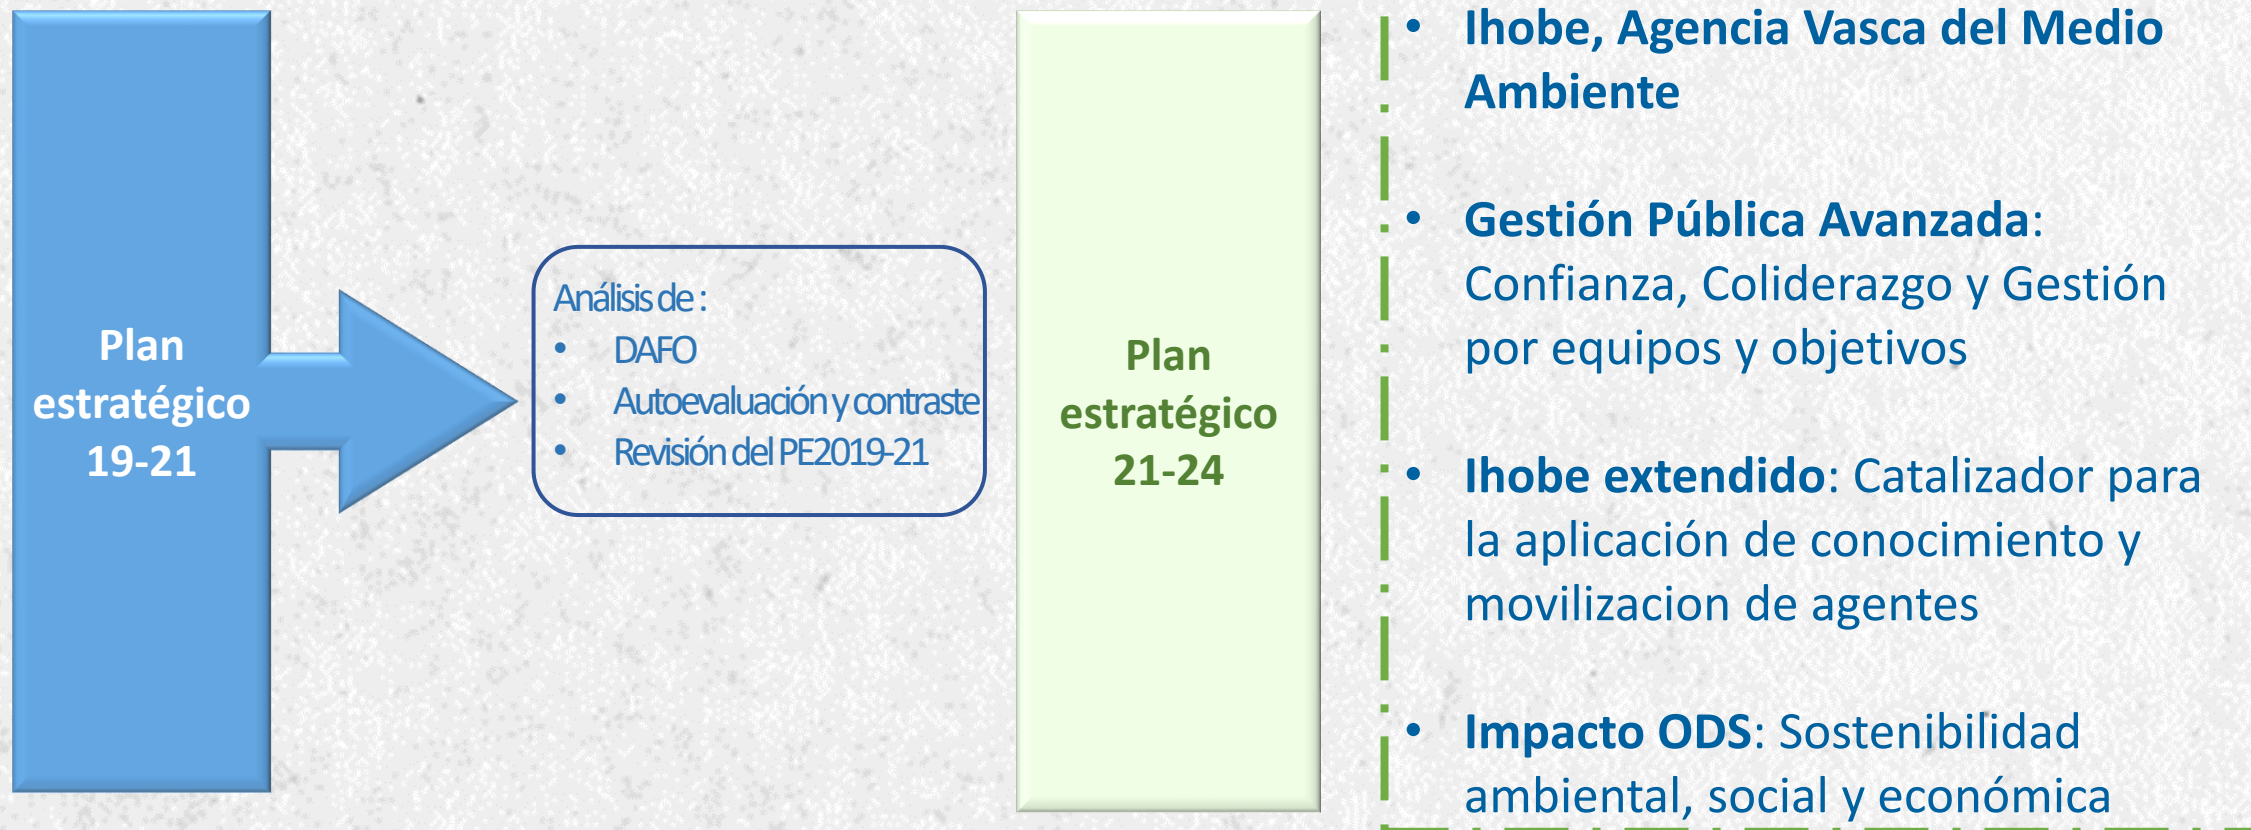 Plan
estratégico
19-21
Análisis de :
• DAFO
• Autoevaluación y contraste
• Revisión del PE2019-21
Plan
estratégico
21-24
• Ihobe, Agencia Vasca del Medio
Ambiente
• Gestión Pública Avanzada:
Confianza, Coliderazgo y Gestión
por equipos y objetivos
• Ihobe extendido: Catalizador para
la aplicación de conocimiento y
movilizacion de agentes
• Impacto ODS: Sostenibilidad
ambiental, social y económica